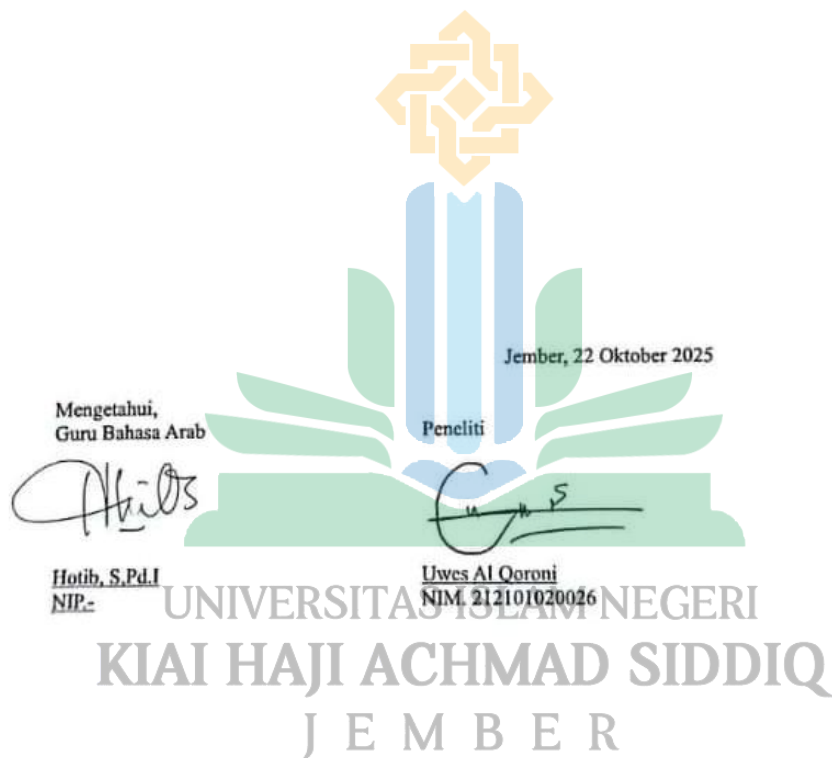 Jember, 22 Oktober 2025
Mengetahui,
Guru Bahasa Arab
Peneliti
Hotib, S.Pd.I
NIP.-
Uwes Al Qoroni
NIM. 212101020026
UNIVERSITAS ISLAM NEGERI
KIAI HAJI ACHMAD SIDDIQ
JEMBER